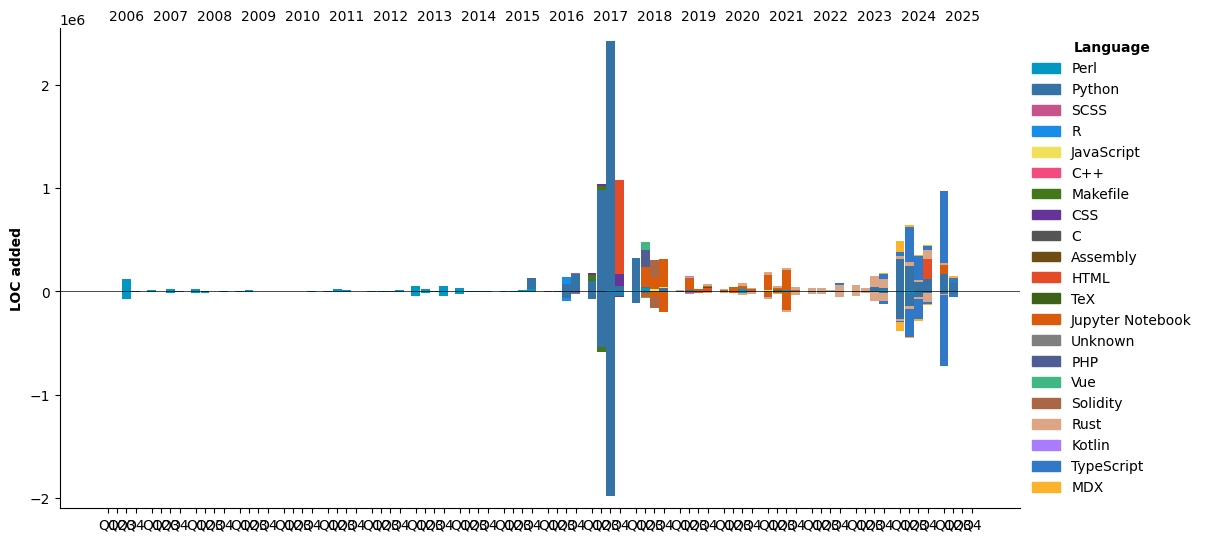 2006 2007 2008 2009 2010 2011 2012 2013 2014 2015 2016 2017 2018 2019 2020 2021 2022 2023 2024 2025
1e6
Language
Perl
Python
SCSS
R
JavaScript
C++
Makefile
CSS
C
Assembly
HTML
TeX
Jupyter Notebook
Unknown
PHP
Vue
Solidity
Rust
Kotlin
TypeScript
MDX
LOC added
2
1
0
−1
−2